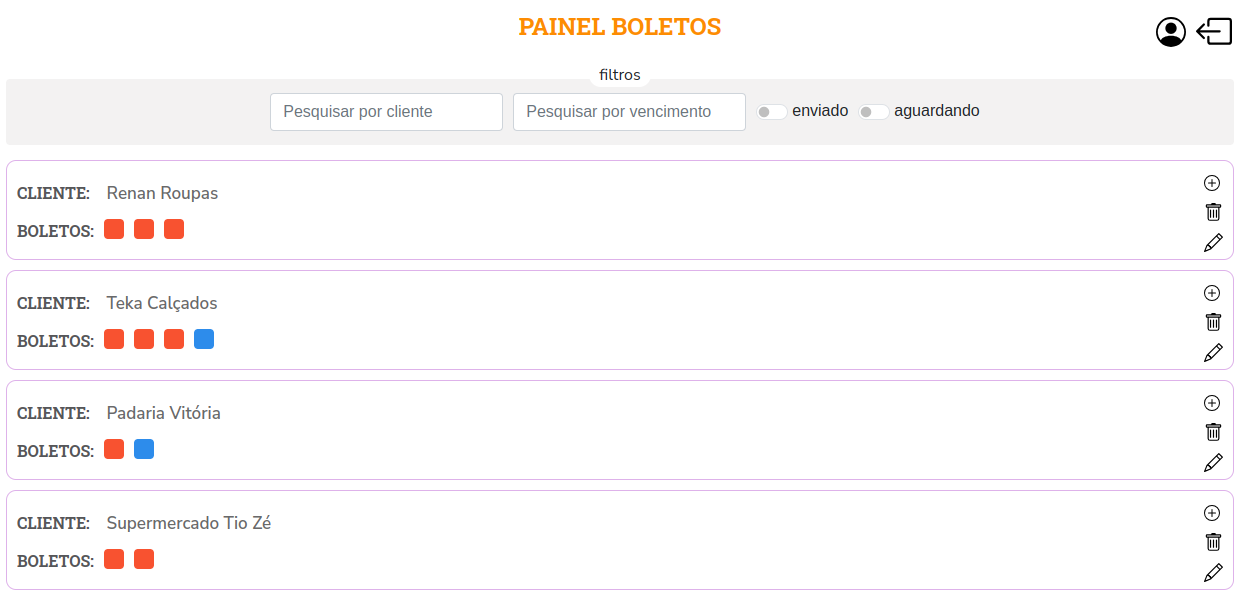 PAINEL BOLETOS
filtros
Pesquisar por cliente Pesquisar por vencimento enviado aguardando
CLIENTE: Renan Roupas
BOLETOS:
CLIENTE: Teka Calçados
BOLETOS:
CLIENTE: Padaria Vitória
BOLETOS:
CLIENTE: Supermercado Tio Zé
BOLETOS: